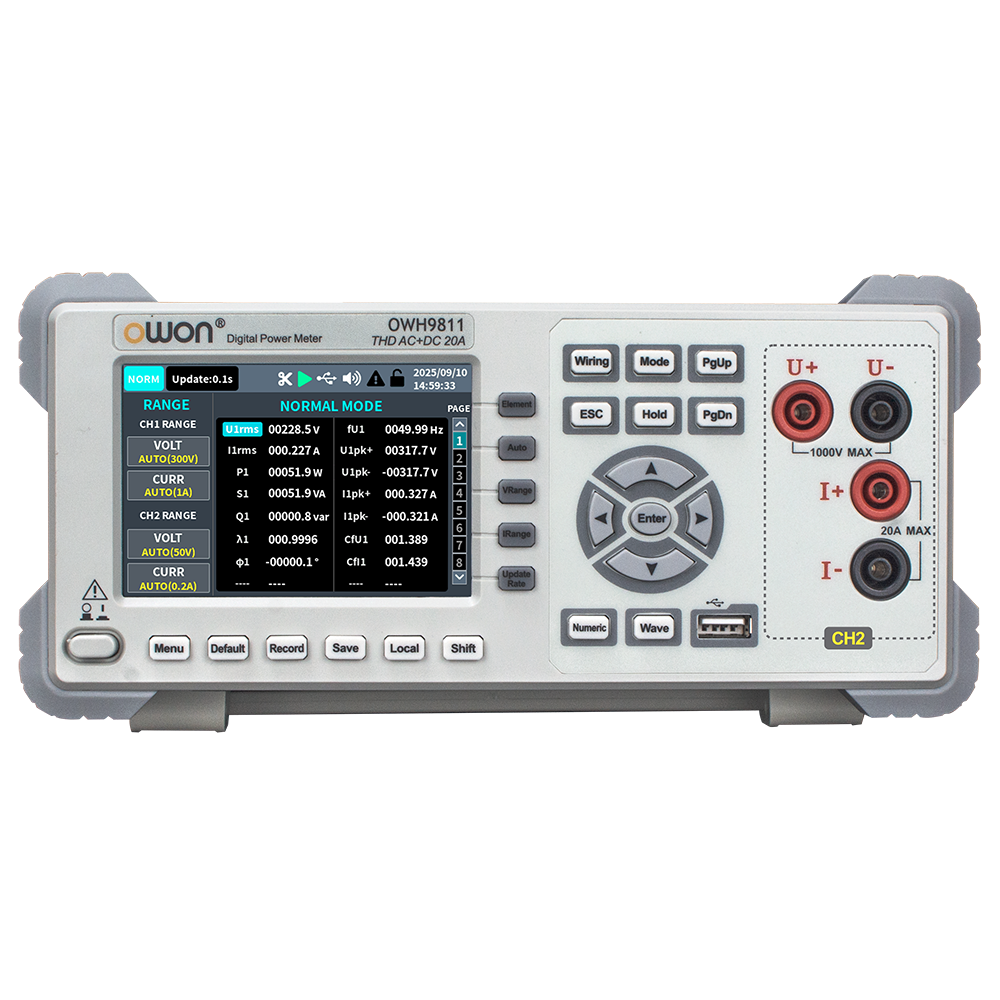 OWON®
Digital Power Meter
OWH9811
THD AC+DC 20A
NORM
Update:0.1s
2025/09/10
14:59:33
RANGE
NORMAL MODE
PAGE
CH1 RANGE
VOLT
AUTO(300V)
CURR
AUTO(1A)
CH2 RANGE
VOLT
AUTO(50V)
CURR
AUTO(0.2A)
U1rms 00228.5 V fU1 0049.99 Hz
I1rms 000.227 A U1pk+ 00317.7 V
P1 00051.9 W U1pk- -00317.7 V
S1 00051.9 VA I1pk+ 000.327 A
Q1 00000.8 var I1pk- -000.321 A
λ1 000.9996 CfU1 001.389
ϕ1 -00000.1 ° CfI1 001.439
---- ---- ---- ----
1
2
3
4
5
6
7
8
Element
Auto
VRange
IRange
Update
Rate
Menu
Default
Record
Save
Local
Shift
Wiring
Mode
PgUp
ESC
Hold
PgDn
Enter
Numeric
Wave
U+
U-
1000V MAX
I+
20A MAX
I-
CH2